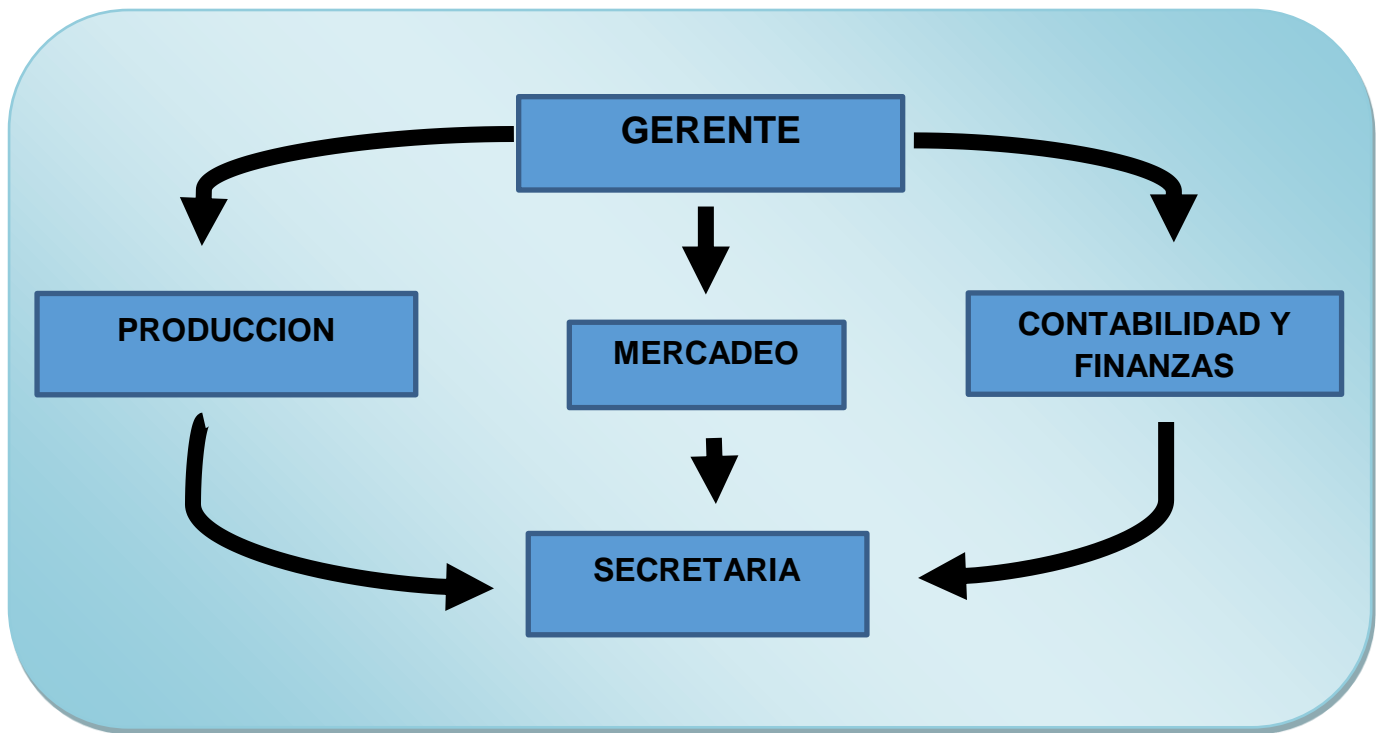 GERENTE
PRODUCCION
MERCADEO
CONTABILIDAD Y
FINANZAS
SECRETARIA